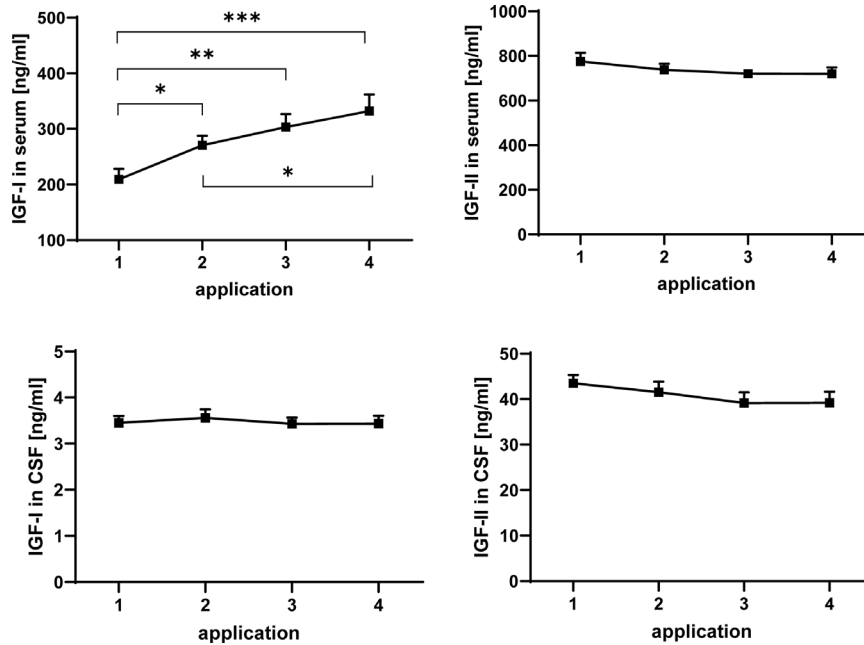 IGF-I in serum [ng/ml]
500
400
300
200
100
***
**
*
*
1 2 3 4
application
IGF-II in serum [ng/ml]
1000
800
600
400
200
0
1 2 3 4
application
IGF-I in CSF [ng/ml]
5
4
3
2
1
0
1 2 3 4
application
IGF-II in CSF [ng/ml]
50
40
30
20
10
0
1 2 3 4
application